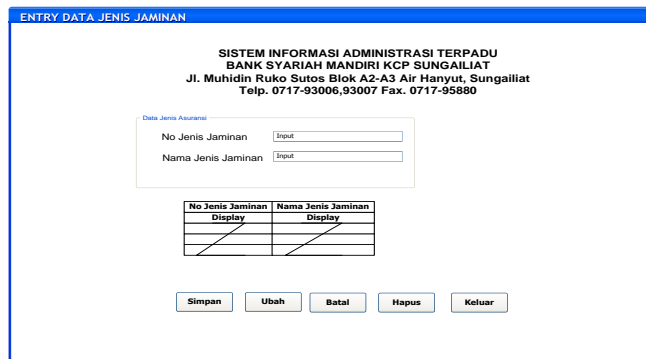 ENTRY DATA JENIS JAMINAN
SISTEM INFORMASI ADMINISTRASI TERPADU
BANK SYARIAH MANDIRI KCP SUNGAILIAT
Jl. Muhidin Ruko Sutos Blok A2-A3 Air Hanyut, Sungailiat
Telp. 0717-93006,93007 Fax. 0717-95880
Data Jenis Asuransi
No Jenis Jaminan Input
Nama Jenis Jaminan Input
No Jenis Jaminan Nama Jenis Jaminan
Display Display
Simpan Ubah Batal Hapus Keluar